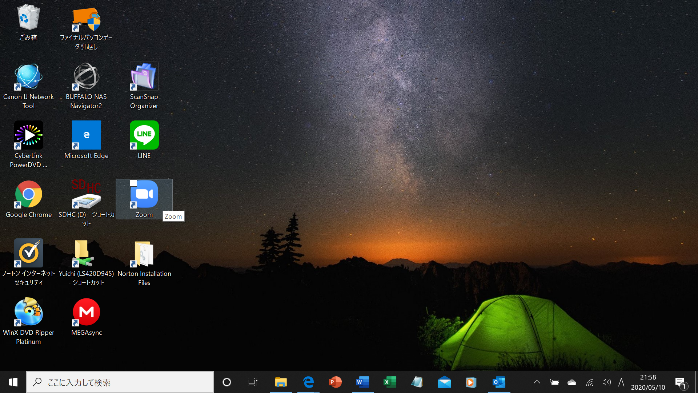 ごみ箱
ファイナルパソコンデー
タ引越し
Canon IJ Network
Tool
BUFFALO NAS
Navigator2
ScanSnap
Organizer
CyberLink
PowerDVD ...
Microsoft Edge
LINE
Google Chrome
SDHC (D) - ショートカ
ット
Zoom
Zoom
ノートン インターネット
セキュリティ
Yuichi (LS420D945)
ショートカット
Norton Installation
Files
WinX DVD Ripper
Platinum
MEGAsync
ここに入力して検索
A
21:58
2020/05/10